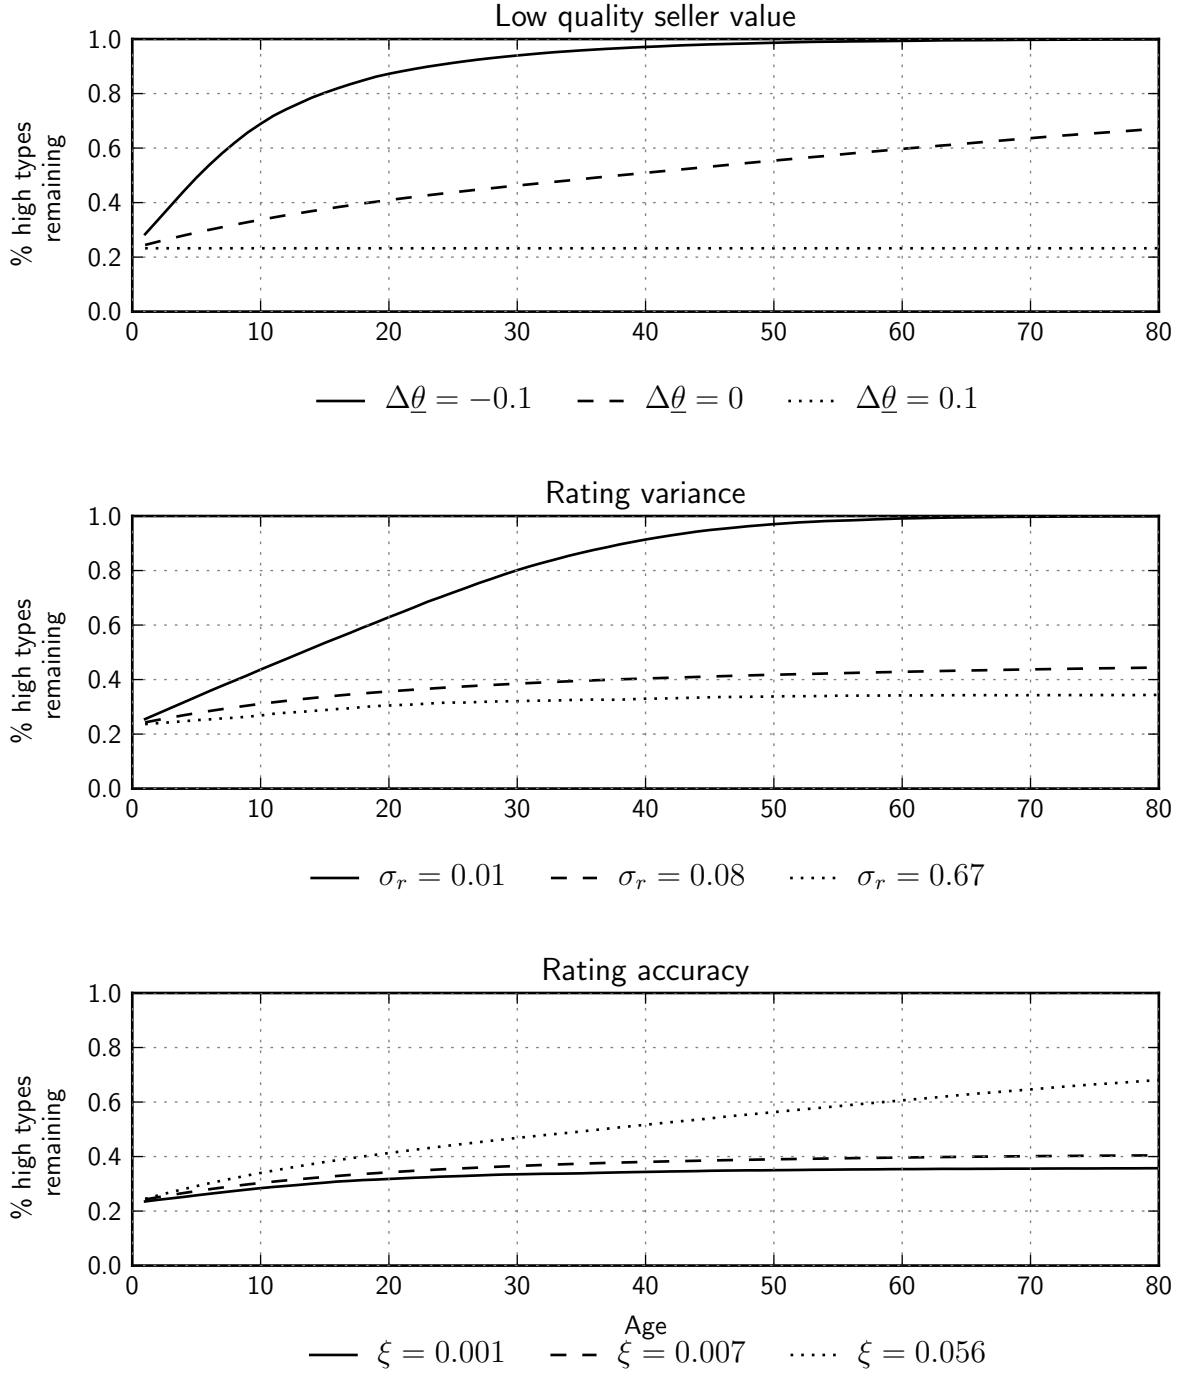 Low quality seller value
% high types
remaining
1.0
0.8
0.6
0.4
0.2
0.0
0 10 20 30 40 50 60 70 80
Δθ̲ = −0.1 Δθ̲ = 0 Δθ̲ = 0.1
Rating variance
% high types
remaining
1.0
0.8
0.6
0.4
0.2
0.0
0 10 20 30 40 50 60 70 80
σᵣ = 0.01 σᵣ = 0.08 σᵣ = 0.67
Rating accuracy
% high types
remaining
1.0
0.8
0.6
0.4
0.2
0.0
0 10 20 30 40 50 60 70 80
Age
ξ = 0.001 ξ = 0.007 ξ = 0.056